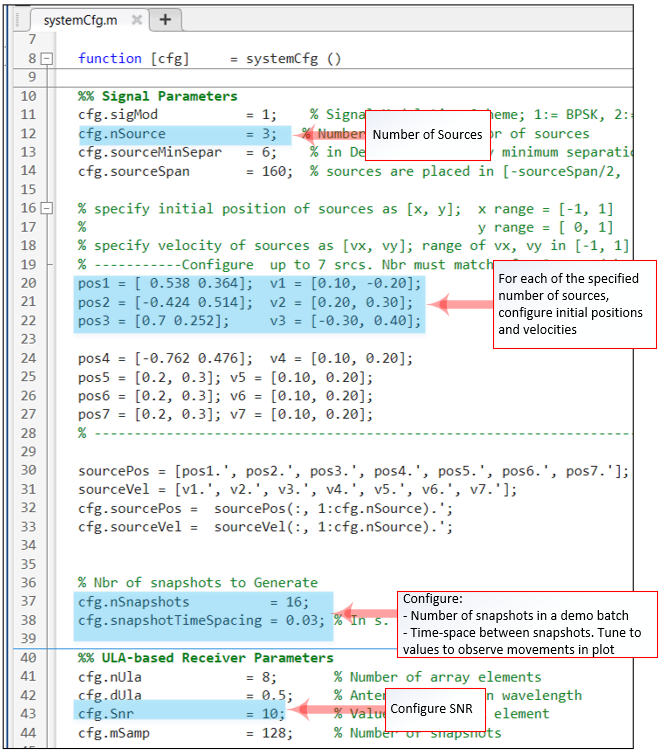 systemCfg.m
7
8 function [cfg] = systemCfg ()
9
10 %% Signal Parameters
11 cfg.sigMod = 1; % Sign Scheme; 1:= BPSK, 2:=
12 cfg.nSource = 3; % Number or of sources
Number of Sources
13 cfg.sourceMinSepar = 6; % in De y minimum separatio
14 cfg.sourceSpan = 160; % sources are placed in [-sourceSpan/2,
15
16 % specify initial position of sources as [x, y]; x range = [-1, 1]
17 % y range = [ 0, 1]
18 % specify velocity of sources as [vx, vy]; range of vx, vy in [-1, 1]
19 % -----------Configure up to 7 srcs. Nbr must match
20 pos1 = [ 0.538 0.364]; v1 = [0.10, -0.20];
21 pos2 = [-0.424 0.514]; v2 = [0.20, 0.30];
22 pos3 = [0.7 0.252]; v3 = [-0.30, 0.40];
For each of the specified
number of sources,
configure initial positions
and velocities
23
24 pos4 = [-0.762 0.476]; v4 = [0.10, 0.20];
25 pos5 = [0.2, 0.3]; v5 = [0.10, 0.20];
26 pos6 = [0.2, 0.3]; v6 = [0.10, 0.20];
27 pos7 = [0.2, 0.3]; v7 = [0.10, 0.20];
28 % ---------------------------------------------------------
29
30 sourcePos = [pos1.', pos2.', pos3.', pos4.', pos5.', pos6.', pos7.'];
31 sourceVel = [v1.', v2.', v3.', v4.', v5.', v6.', v7.'];
32 cfg.sourcePos = sourcePos(:, 1:cfg.nSource).';
33 cfg.sourceVel = sourceVel(:, 1:cfg.nSource).';
34
35
36 % Nbr of snapshots to Generate
37 cfg.nSnapshots = 16;
38 cfg.snapshotTimeSpacing = 0.03; % In s.
Configure:
- Number of snapshots in a demo batch
- Time-space between snapshots. Tune to
values to observe movements in plot
39
40 %% ULA-based Receiver Parameters
41 cfg.nUla = 8; % Number of array elements
42 cfg.dUla = 0.5; % Anten n wavelength
43 cfg.Snr = 10; % Value element
Configure SNR
44 cfg.mSamp = 128; % Number of snapshots